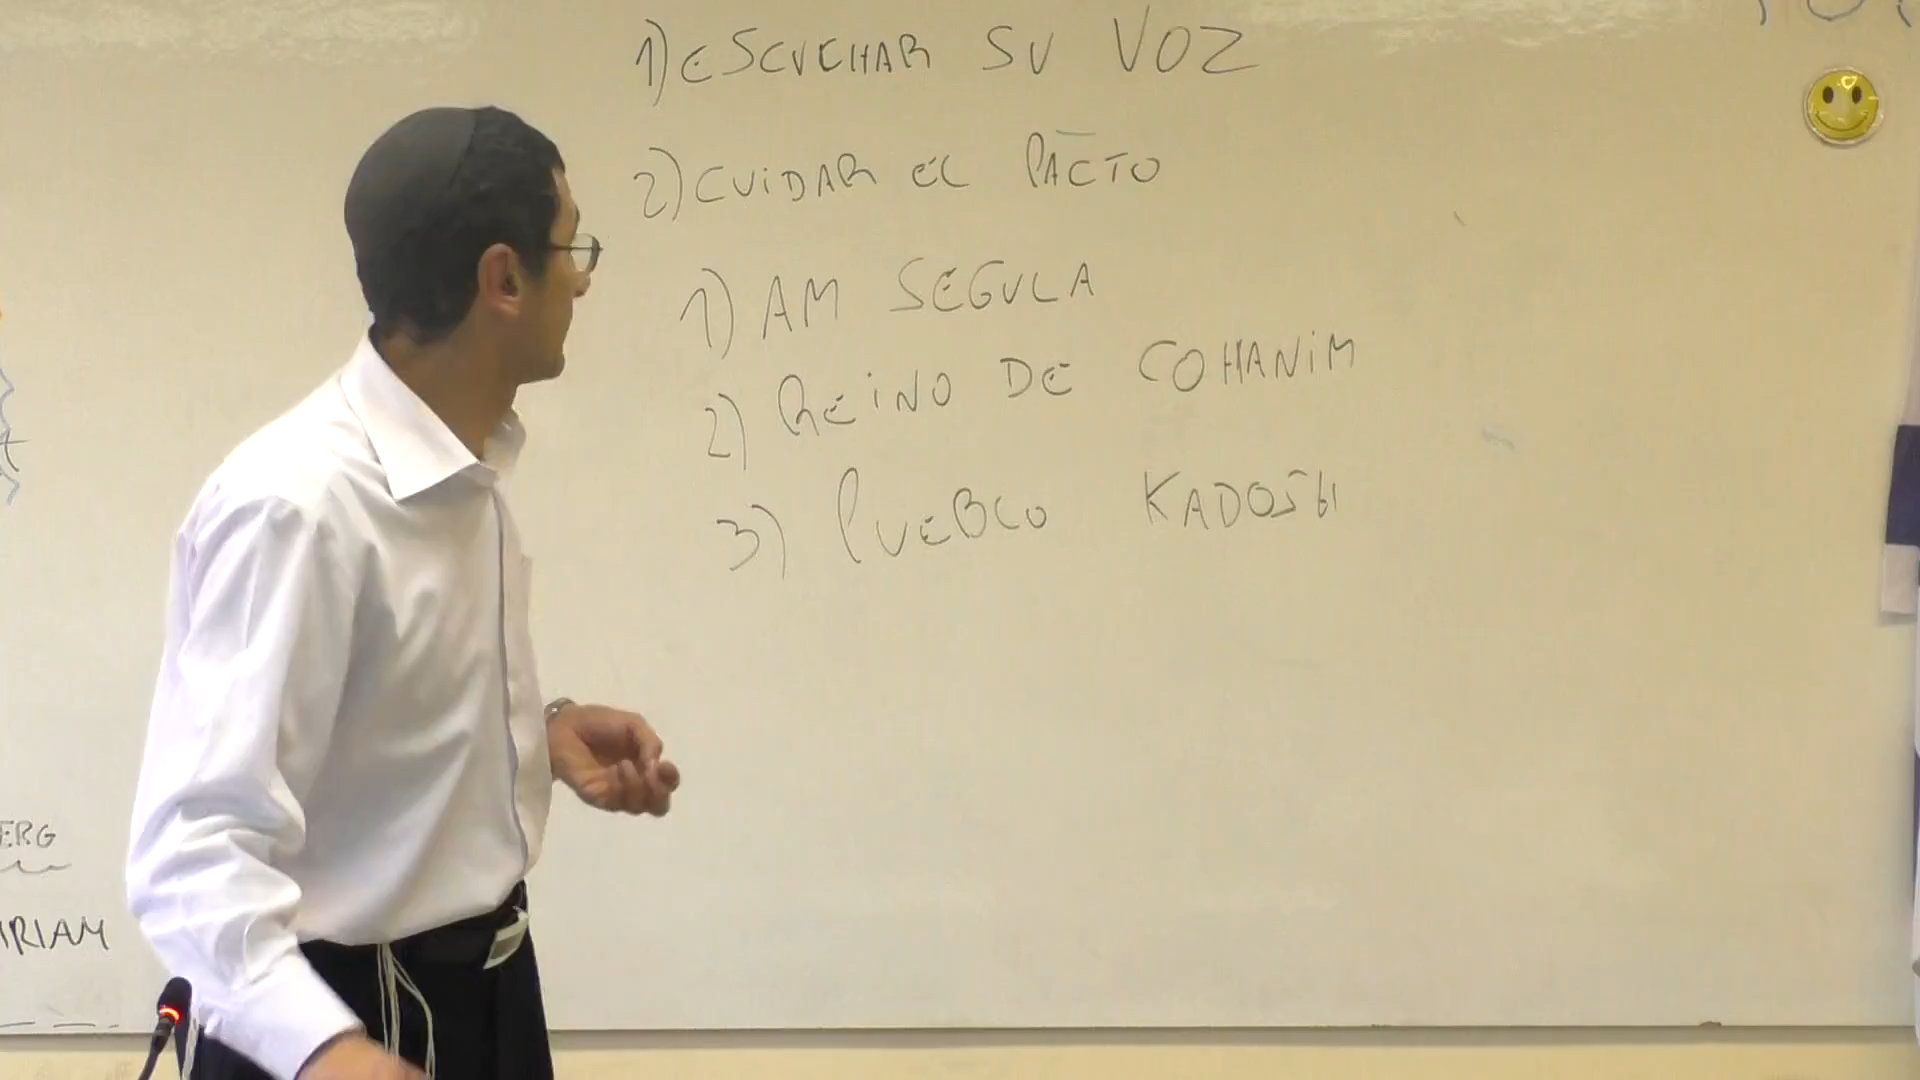 1) ESCUCHAR SU VOZ
2) CUIDAR EL PACTO
1) AM SEGULA
2) REINO DE COHANIM
3) PUEBLO KADOSH
ERG
IRIAM